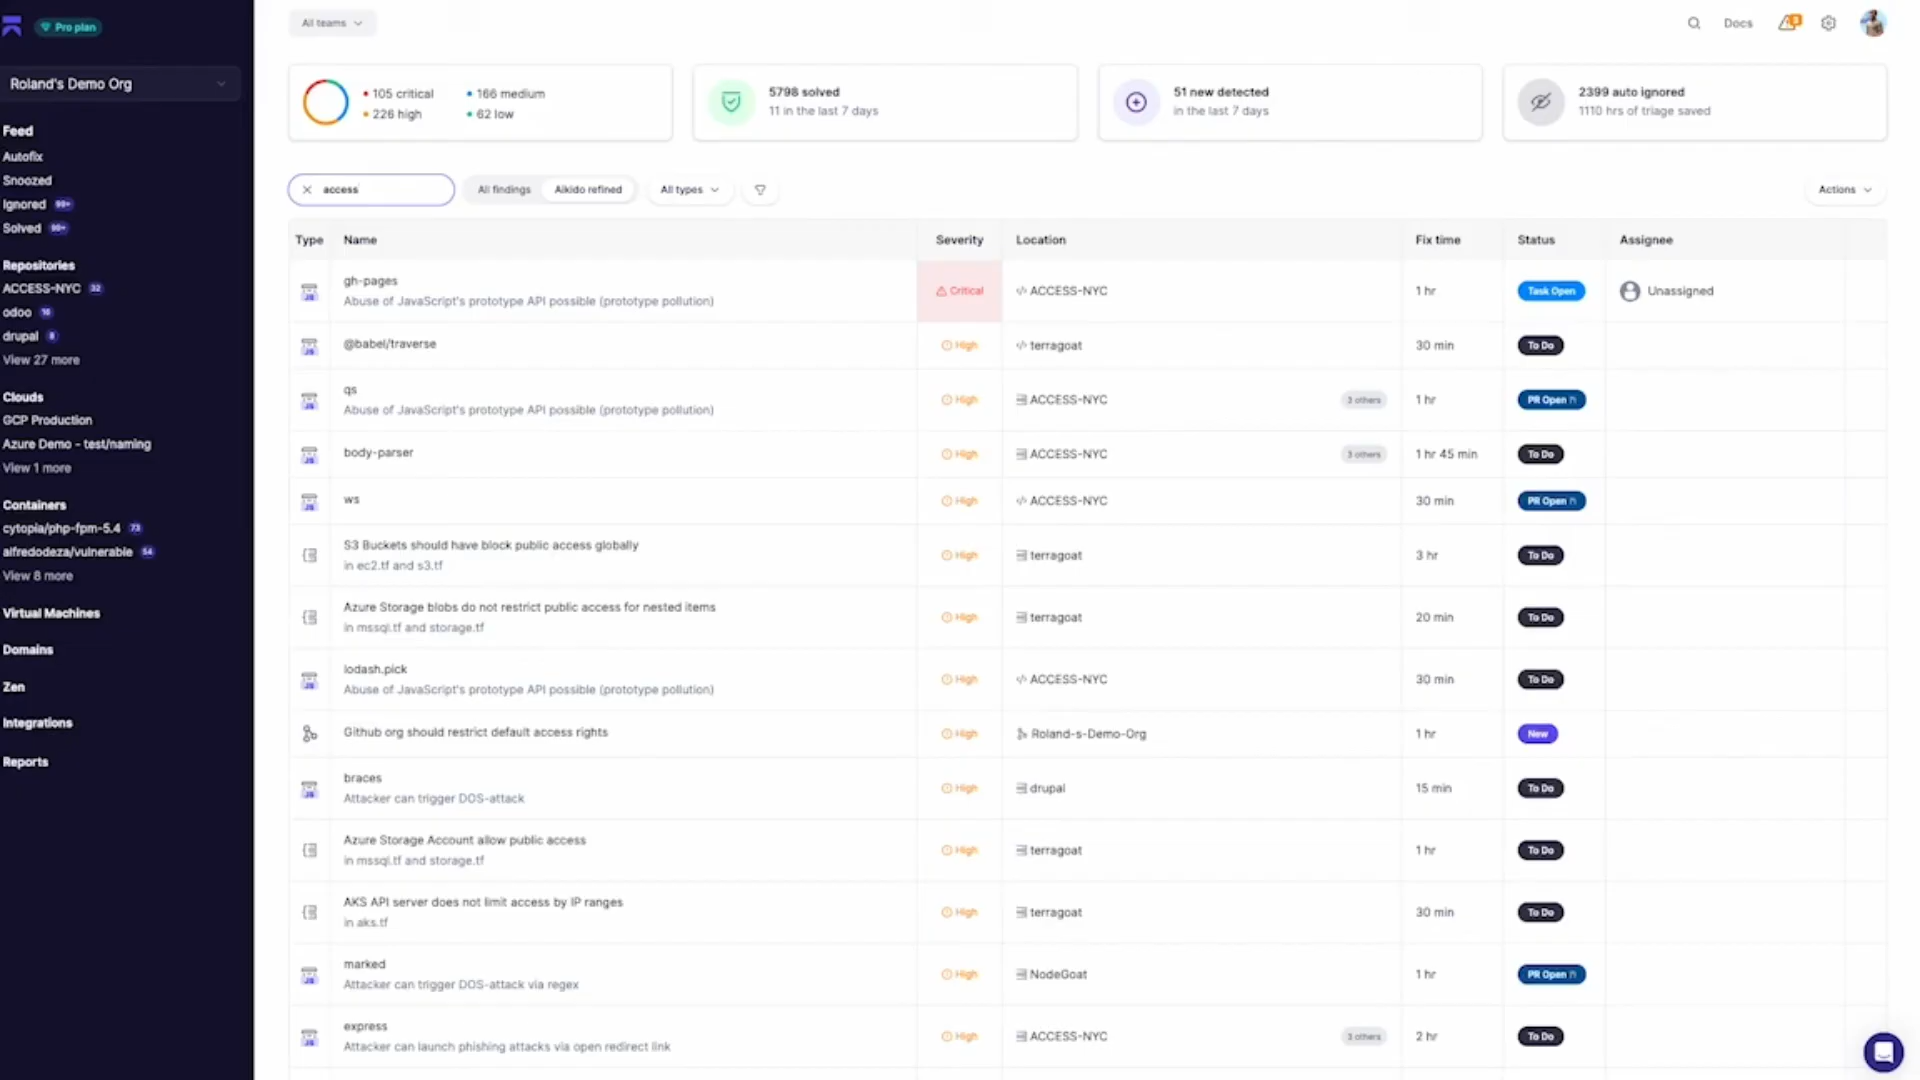 Pro plan
All teams
Docs
Roland's Demo Org
Feed
Autofix
Snoozed
Ignored 99+
Solved 99+
Repositories
ACCESS-NYC 32
odoo
drupal
View 27 more
Clouds
GCP Production
Azure Demo - test/naming
View 1 more
Containers
cytopia/php-fpm-5.4 73
alfredodeza/vulnerable 54
View 8 more
Virtual Machines
Domains
Zen
Integrations
Reports
105 critical
166 medium
226 high
62 low
5798 solved
11 in the last 7 days
51 new detected
in the last 7 days
2399 auto ignored
1110 hrs of triage saved
access
All findings
Aikido refined
All types
Actions
Type Name Severity Location Fix time Status Assignee
gh-pages
Abuse of JavaScript's prototype API possible (prototype pollution)
JS Critical ACCESS-NYC 1 hr Task Open Unassigned
@babel/traverse
JS High terragoat 30 min To Do
qs
Abuse of JavaScript's prototype API possible (prototype pollution)
JS High ACCESS-NYC 3 others 1 hr PR Open
body-parser
JS High ACCESS-NYC 3 others 1 hr 45 min To Do
ws
JS High ACCESS-NYC 30 min PR Open
S3 Buckets should have block public access globally
in ec2.tf and s3.tf
High terragoat 3 hr To Do
Azure Storage blobs do not restrict public access for nested items
in mssql.tf and storage.tf
High terragoat 20 min To Do
lodash.pick
Abuse of JavaScript's prototype API possible (prototype pollution)
JS High ACCESS-NYC 30 min To Do
Github org should restrict default access rights
High Roland-s-Demo-Org 1 hr New
braces
Attacker can trigger DOS-attack
JS High drupal 15 min To Do
Azure Storage Account allow public access
in mssql.tf and storage.tf
High terragoat 1 hr To Do
AKS API server does not limit access by IP ranges
in aks.tf
High terragoat 30 min To Do
marked
Attacker can trigger DOS-attack via regex
JS High NodeGoat 1 hr PR Open
express
Attacker can launch phishing attacks via open redirect link
JS High ACCESS-NYC 3 others 2 hr To Do